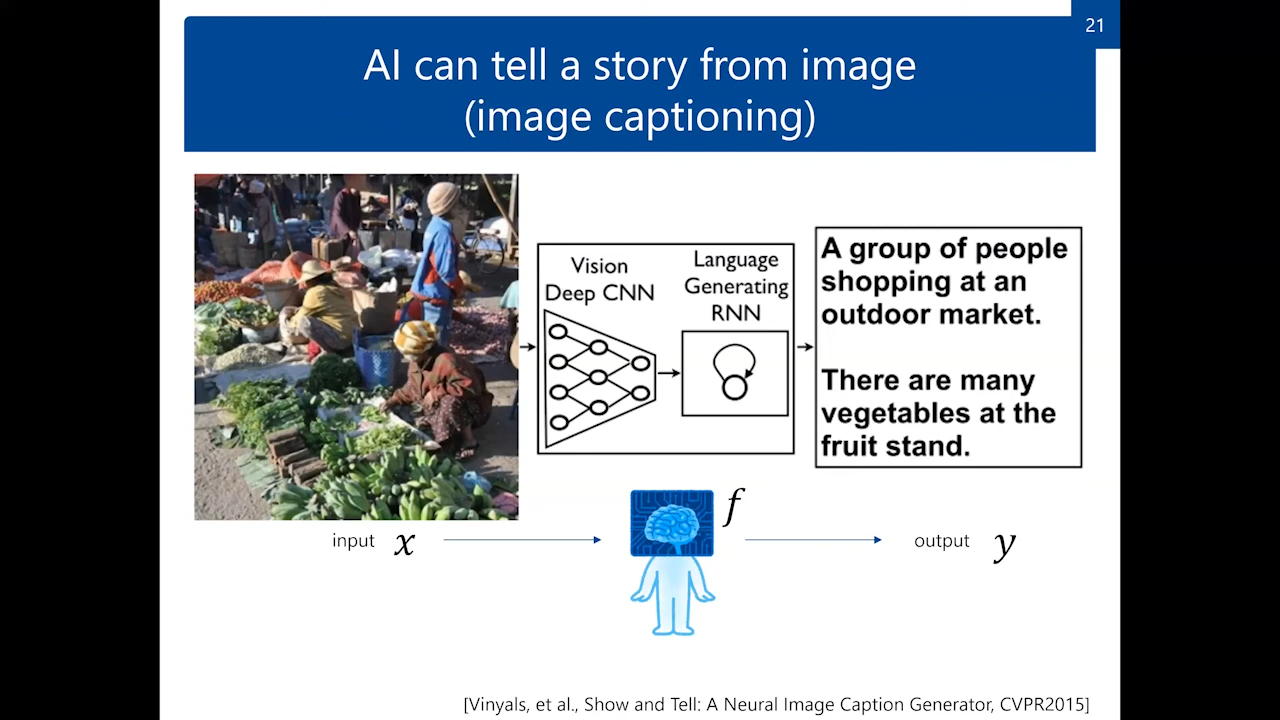 21
AI can tell a story from image
(image captioning)
Vision
Deep CNN
Language
Generating
RNN
A group of people
shopping at an
outdoor market.
There are many
vegetables at the
fruit stand.
input x
f
output y
[Vinyals, et al., Show and Tell: A Neural Image Caption Generator, CVPR2015]